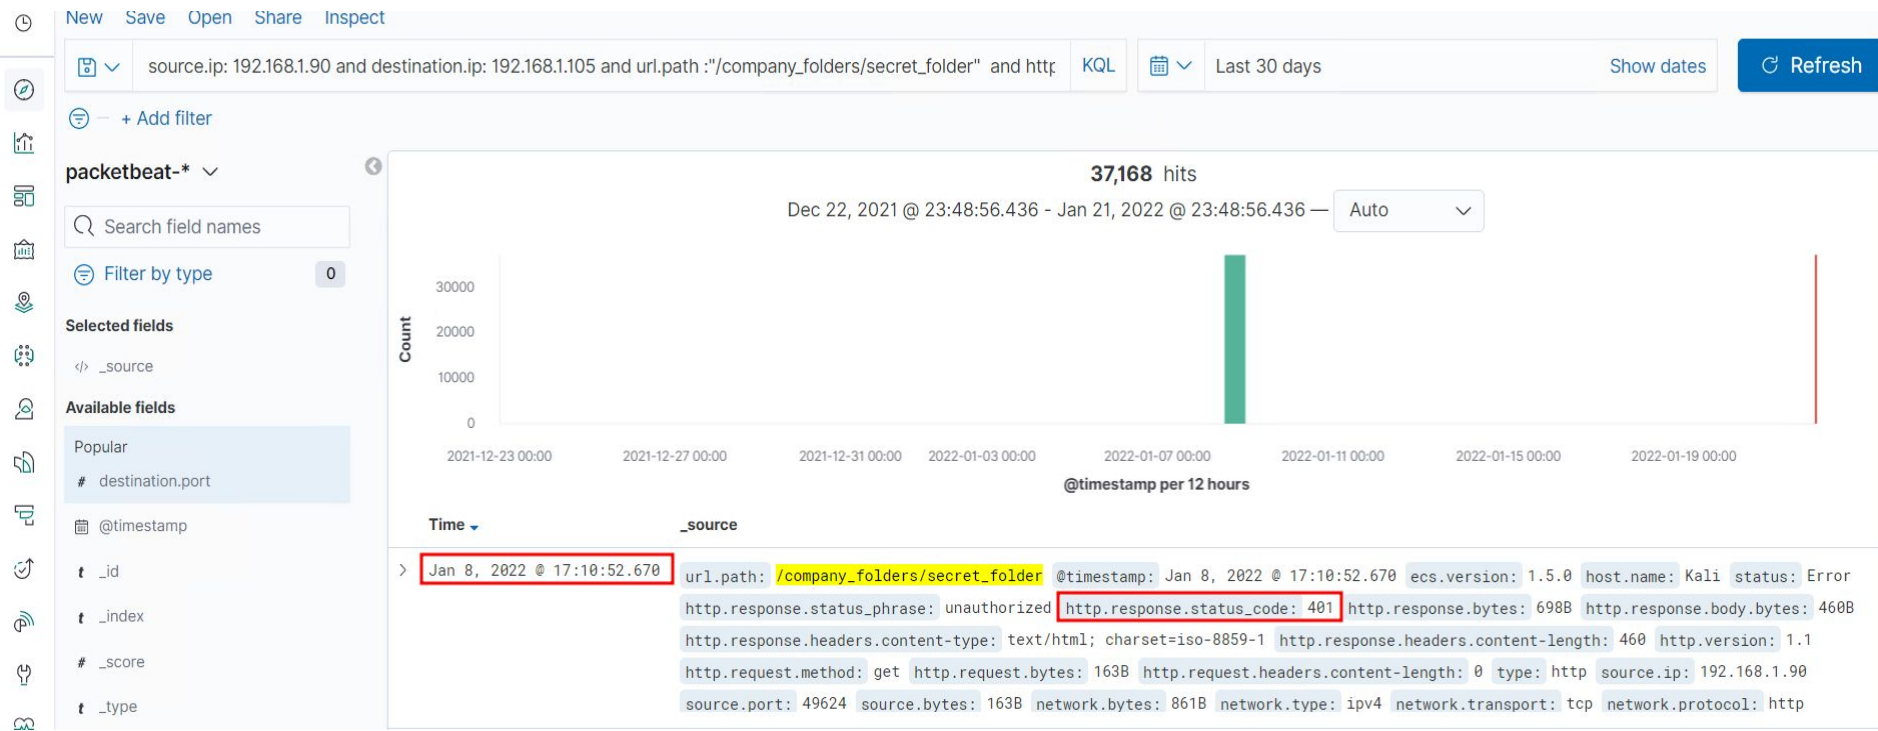 New Save Open Share Inspect
source.ip: 192.168.1.90 and destination.ip: 192.168.1.105 and url.path :"/company_folders/secret_folder" and http KQL Last 30 days Show dates Refresh
+ Add filter
packetbeat-*
Search field names
Filter by type 0
Selected fields
</> _source
Available fields
Popular
# destination.port
@timestamp
t _id
t _index
# _score
t _type
37,168 hits
Dec 22, 2021 @ 23:48:56.436 - Jan 21, 2022 @ 23:48:56.436 — Auto
Count
30000
20000
10000
0
2021-12-23 00:00 2021-12-27 00:00 2021-12-31 00:00 2022-01-03 00:00 2022-01-07 00:00 2022-01-11 00:00 2022-01-15 00:00 2022-01-19 00:00
@timestamp per 12 hours
Time _source
Jan 8, 2022 @ 17:10:52.670
url.path: /company_folders/secret_folder @timestamp: Jan 8, 2022 @ 17:10:52.670 ecs.version: 1.5.0 host.name: Kali status: Error
http.response.status_phrase: unauthorized http.response.status_code: 401 http.response.bytes: 698B http.response.body.bytes: 460B
http.response.headers.content-type: text/html; charset=iso-8859-1 http.response.headers.content-length: 460 http.version: 1.1
http.request.method: get http.request.bytes: 163B http.request.headers.content-length: 0 type: http source.ip: 192.168.1.90
source.port: 49624 source.bytes: 163B network.bytes: 861B network.type: ipv4 network.transport: tcp network.protocol: http